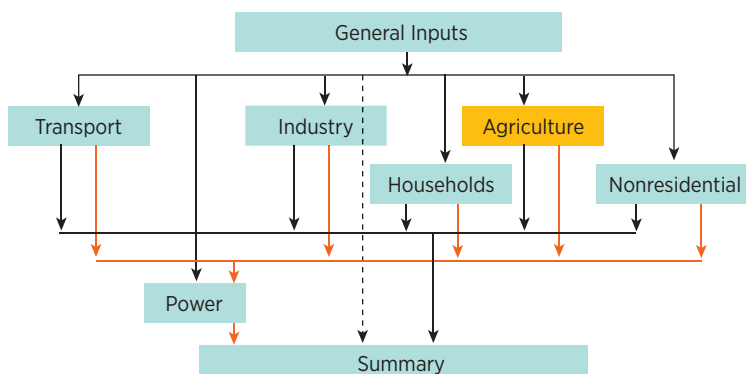 General Inputs
Transport
Industry
Agriculture
Households
Nonresidential
Power
Summary